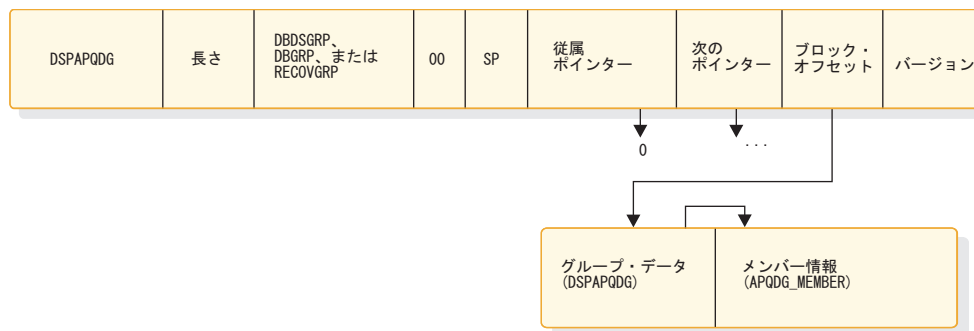 DSPAPQDG
長さ
DBDSGRP、
DBGRP、または
RECOVGRP
00
SP
従属
ポインター
次の
ポインター
ブロック・
オフセット
バージョン
0
...
グループ・データ
(DSPAPQDG)
メンバー情報
(APQDG_MEMBER)